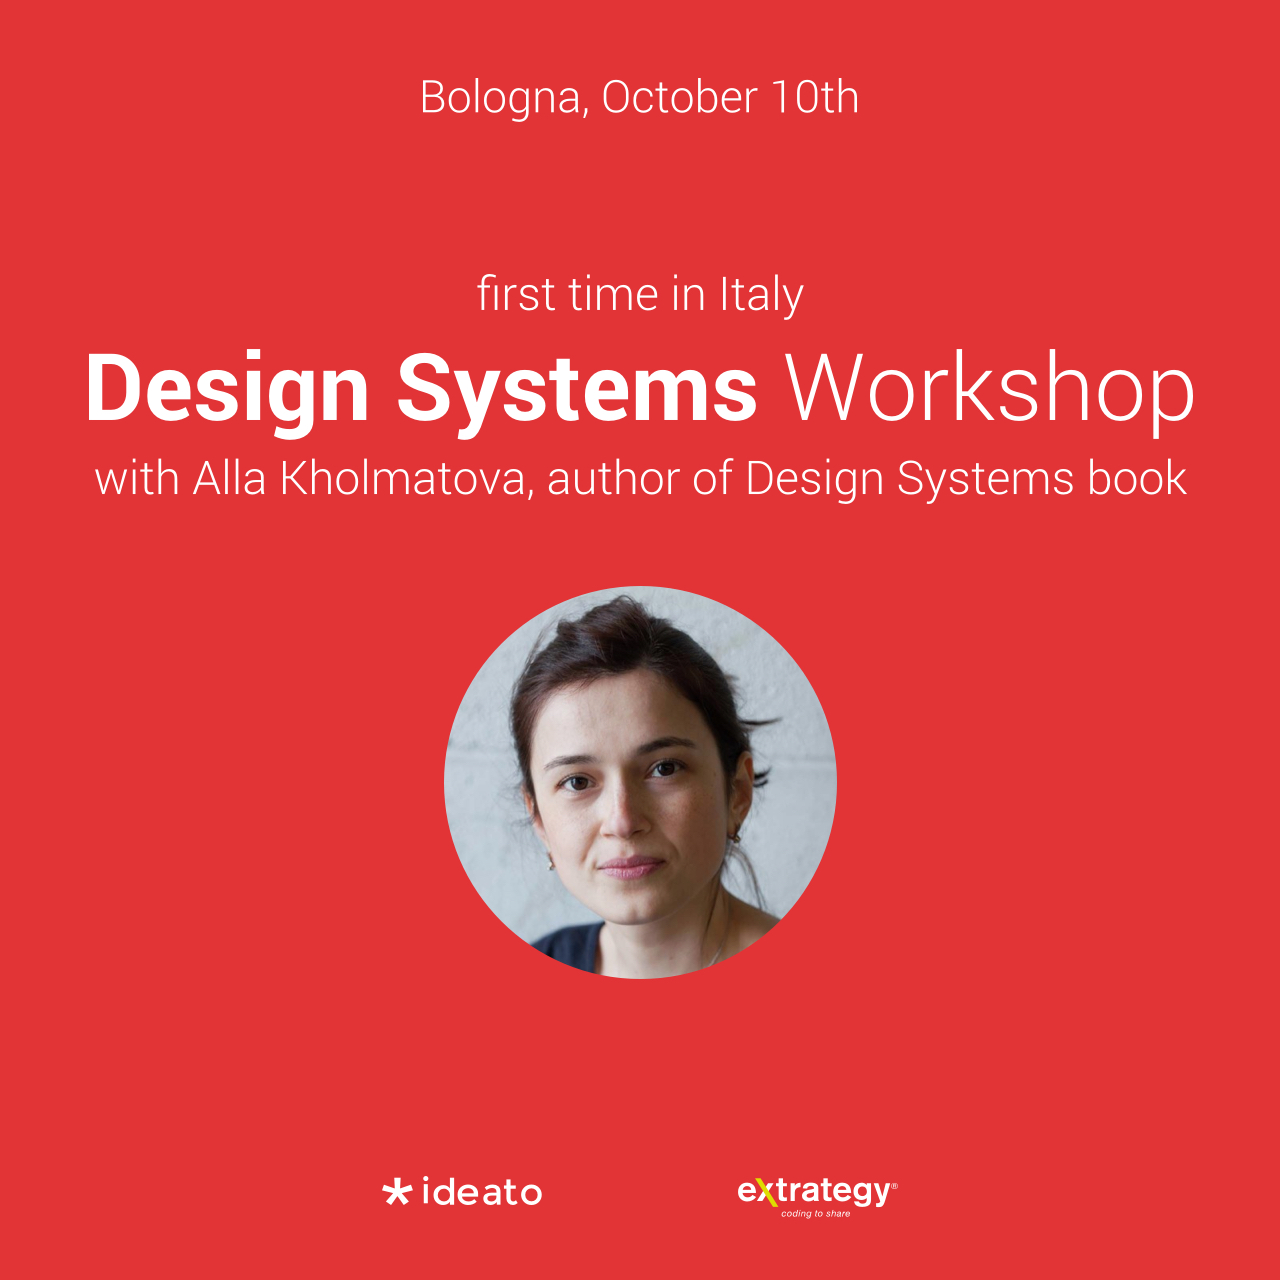 Bologna, October 10th
first time in Italy
Design Systems Workshop
with Alla Kholmatova, author of Design Systems book
ideato
extrategy®
coding to share